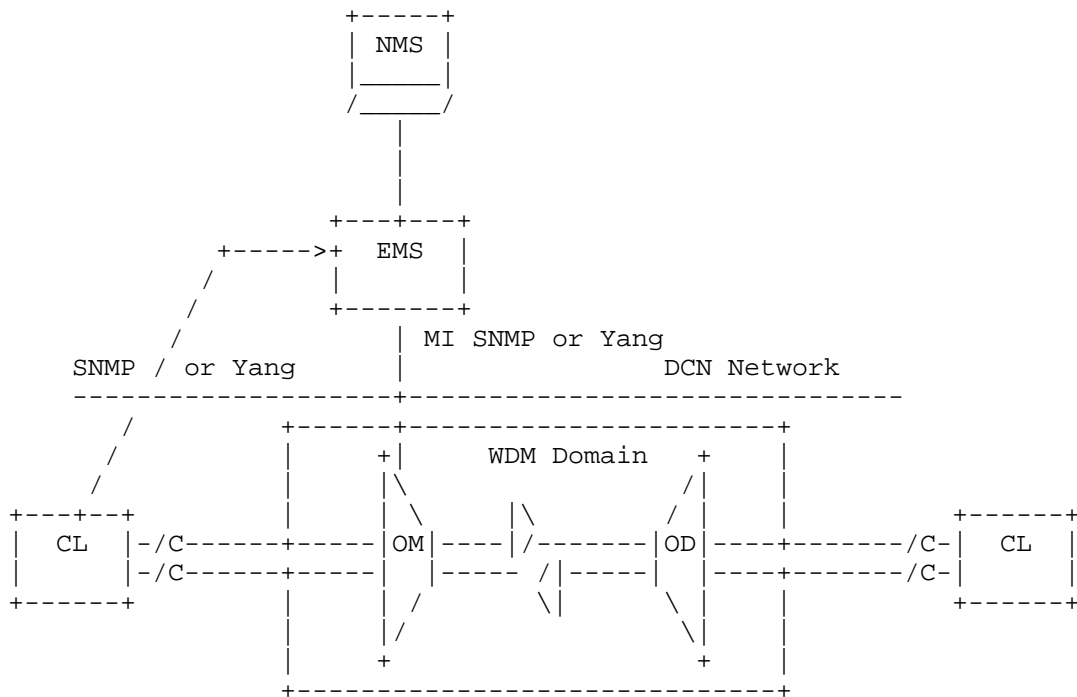 NMS
EMS
MI SNMP or Yang
SNMP or Yang DCN Network
WDM Domain
CL -/C OM OD /C- CL
-/C /C-